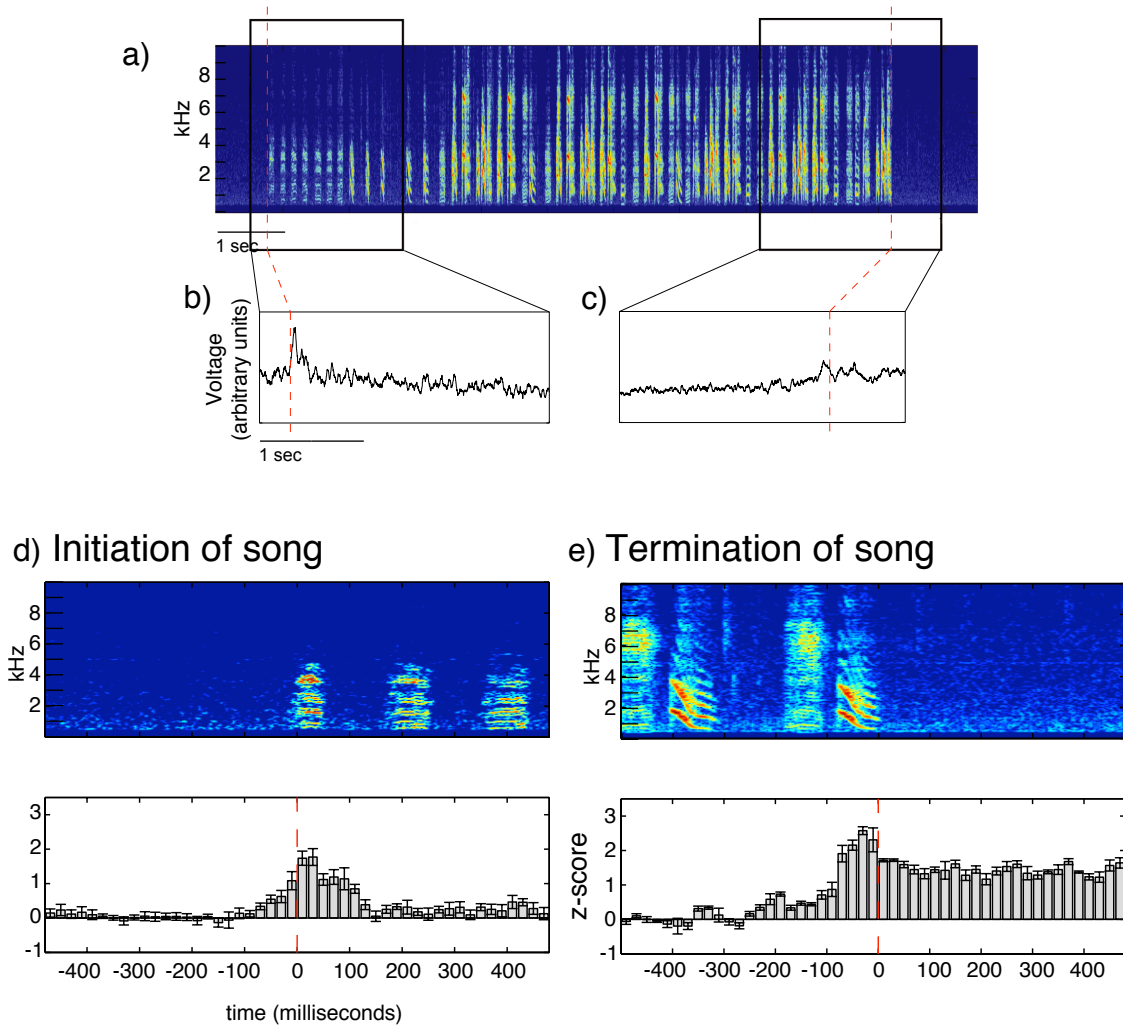 a)
8
6
4
2
kHz
1 sec
b)
c)
Voltage
(arbitrary units)
1 sec
d) Initiation of song
e) Termination of song
8
6
4
2
kHz
8
6
4
2
kHz
3
2
1
0
-1
-400 -300 -200 -100 0 100 200 300 400
time (milliseconds)
3
2
1
0
-1
z-score
-400 -300 -200 -100 0 100 200 300 400